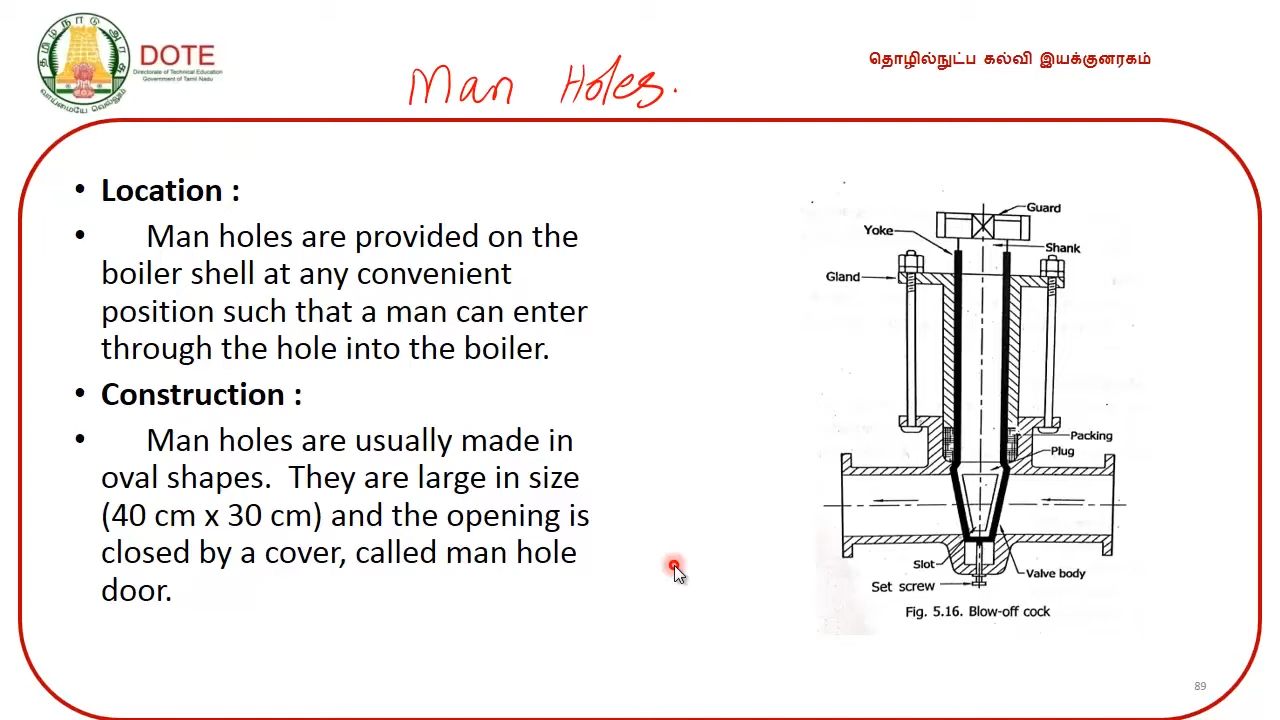 தமிழ்நாடு அரசு
வாய்மையே வெல்லும்
DOTE
Directorate of Technical Education
Government of Tamil Nadu
Man Holes.
தொழில்நுட்ப கல்வி இயக்குனரகம்
• Location :
• Man holes are provided on the
boiler shell at any convenient
position such that a man can enter
through the hole into the boiler.
• Construction :
• Man holes are usually made in
oval shapes. They are large in size
(40 cm x 30 cm) and the opening is
closed by a cover, called man hole
door.
Guard
Yoke
Shank
Gland
Packing
Plug
Slot
Valve body
Set screw
Fig. 5.16. Blow-off cock
89